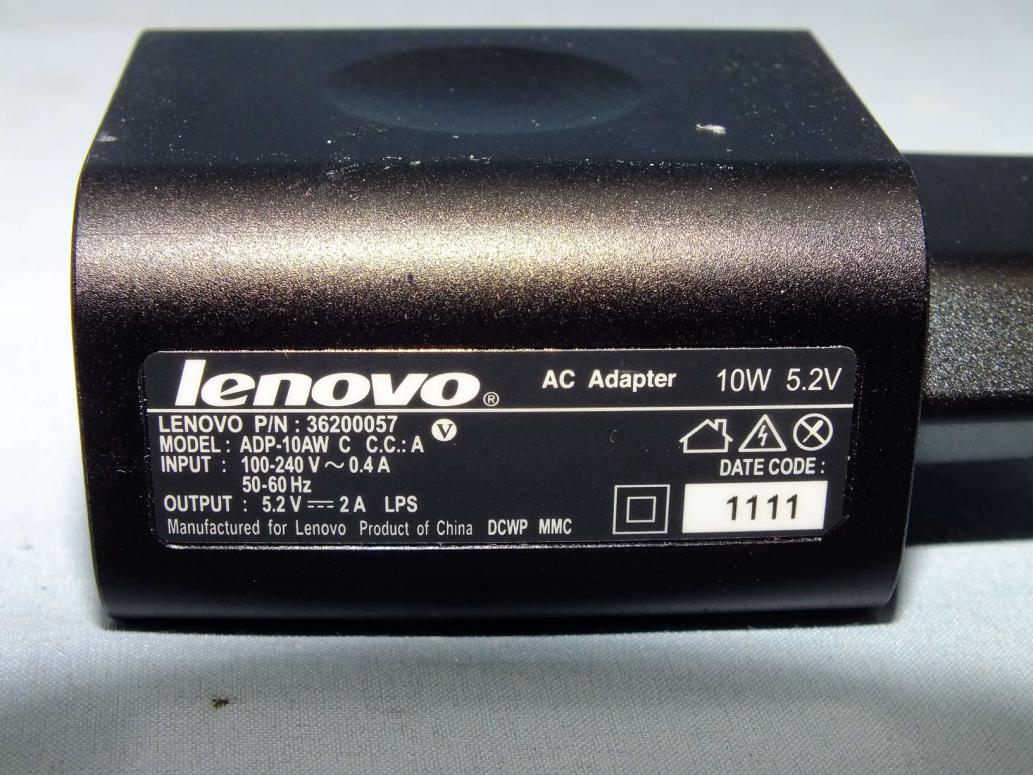 lenovo® AC Adapter 10W 5.2V
LENOVO P/N : 36200057 V
MODEL : ADP-10AW C C.C.: A
INPUT : 100-240 V ~ 0.4 A
50-60 Hz
OUTPUT : 5.2 V ⎓ 2 A LPS
Manufactured for Lenovo Product of China DCWP MMC
DATE CODE :
1111